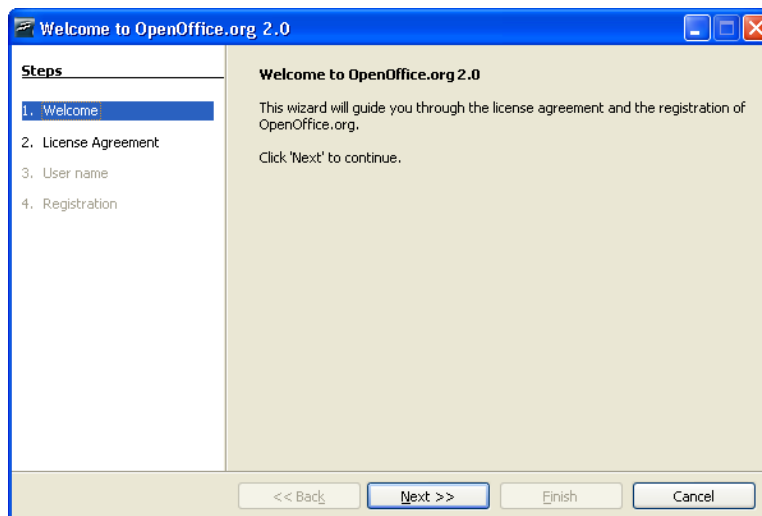 Welcome to OpenOffice.org 2.0
Steps
1. Welcome
2. License Agreement
3. User name
4. Registration
Welcome to OpenOffice.org 2.0
This wizard will guide you through the license agreement and the registration of
OpenOffice.org.
Click 'Next' to continue.
<< Back
Next >>
Finish
Cancel